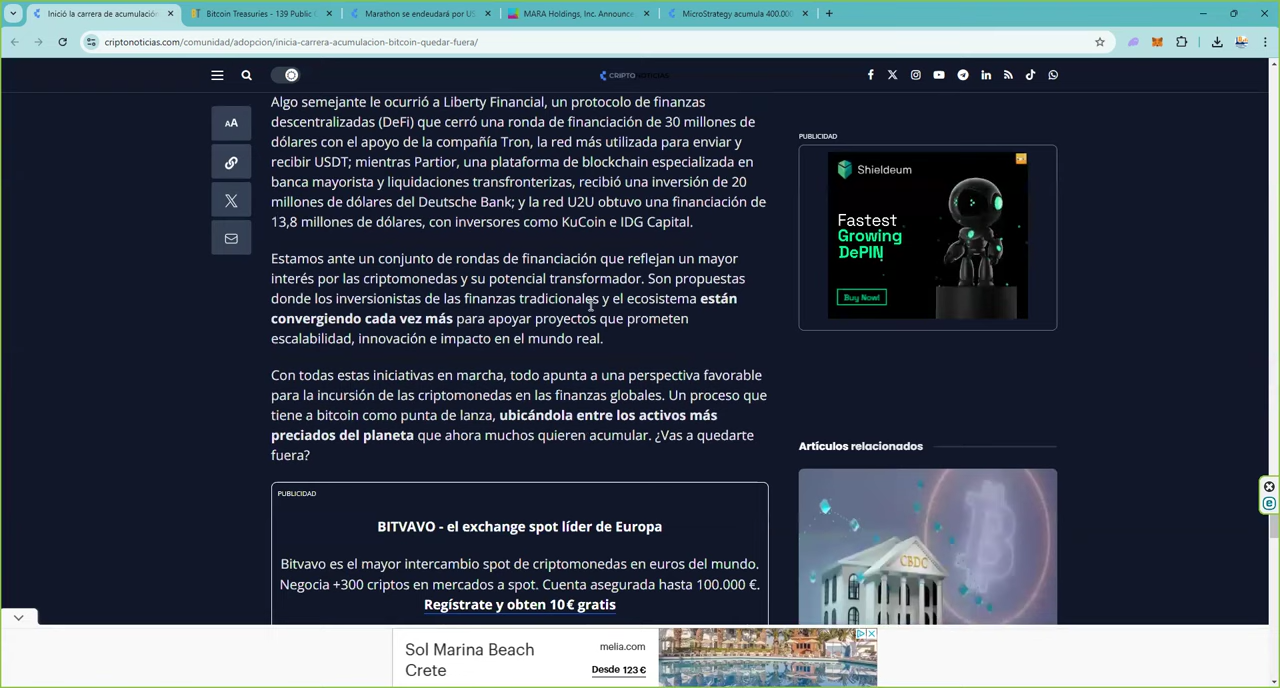 Inició la carrera de acumulación
Bitcoin Treasuries - 139 Public
Marathon se endeudará por U
MARA Holdings, Inc. Announce
MicroStrategy acumula 400.000
criptonoticias.com/comunidad/adopcion/inicia-carrera-acumulacion-bitcoin-quedar-fuera/
CRIPTONOTICIAS
Algo semejante le ocurrió a Liberty Financial, un protocolo de finanzas
descentralizadas (DeFi) que cerró una ronda de financiación de 30 millones de
dólares con el apoyo de la compañía Tron, la red más utilizada para enviar y
recibir USDT; mientras Partior, una plataforma de blockchain especializada en
banca mayorista y liquidaciones transfronterizas, recibió una inversión de 20
millones de dólares del Deutsche Bank; y la red U2U obtuvo una financiación de
13,8 millones de dólares, con inversores como KuCoin e IDG Capital.
Estamos ante un conjunto de rondas de financiación que reflejan un mayor
interés por las criptomonedas y su potencial transformador. Son propuestas
donde los inversionistas de las finanzas tradicionales y el ecosistema están
convergiendo cada vez más para apoyar proyectos que prometen
escalabilidad, innovación e impacto en el mundo real.
Con todas estas iniciativas en marcha, todo apunta a una perspectiva favorable
para la incursión de las criptomonedas en las finanzas globales. Un proceso que
tiene a bitcoin como punta de lanza, ubicándola entre los activos más
preciados del planeta que ahora muchos quieren acumular. ¿Vas a quedarte
fuera?
PUBLICIDAD
BITVAVO - el exchange spot líder de Europa
Bitvavo es el mayor intercambio spot de criptomonedas en euros del mundo.
Negocia +300 criptos en mercados a spot. Cuenta asegurada hasta 100.000 €.
Regístrate y obten 10 € gratis
AA
PUBLICIDAD
Shieldeum
Fastest
Growing
DePIN
Buy Now!
Artículos relacionados
CBDC
Sol Marina Beach
Crete
melia.com
Desde 123 €